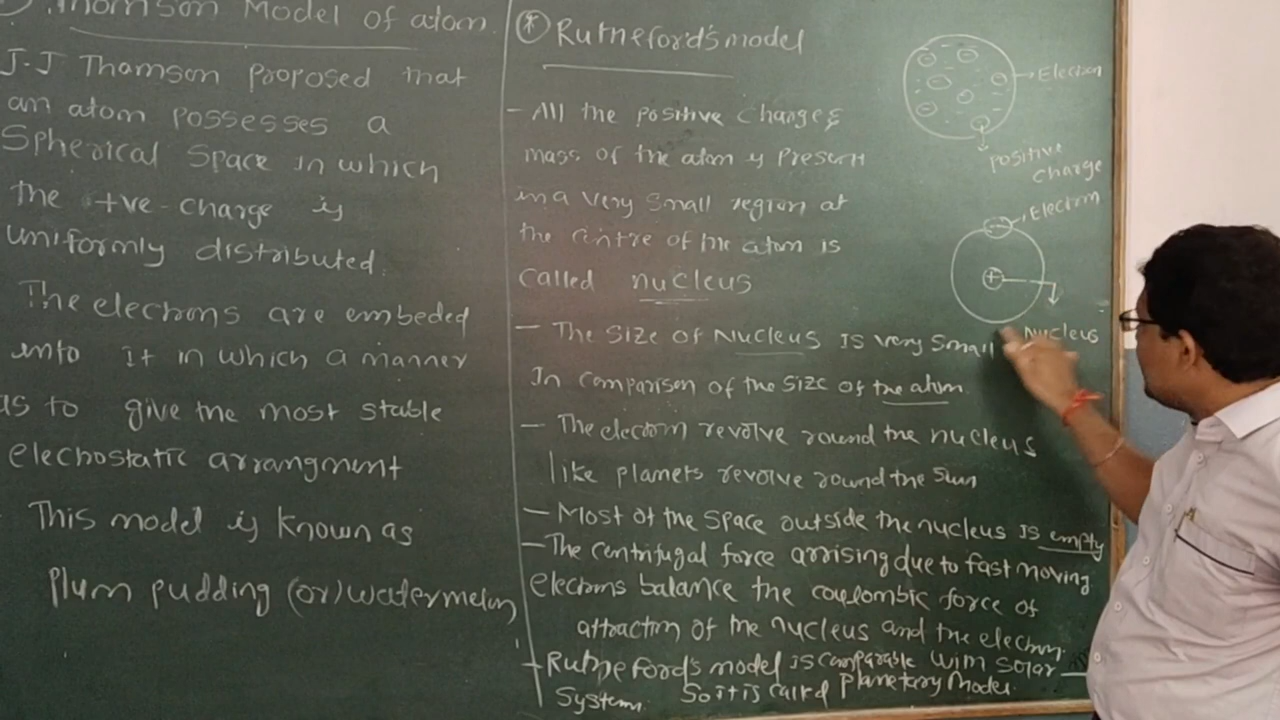 Thomson Model of atom.
J.J Thamson proposed that
an atom possesses a
Spherical Space in which
the +ve charge is
uniformly distributed.
The elecrons are embeded
into it in which a manner
as to give the most stable
elechostatic arrangment
This model is known as
Plum pudding (or) watermelon
* Rutheford's model
- All the positive charge &
mass of the atom is Present
in a very small region at
the centre of the atom is
called nucleus
- The Size of Nucleus is very Small
In comparison of the size of the atom.
- The electorn revolve round the nucleus
like planets revolve round the Sun
- Most of the Space outside the nucleus is empty
- The centrifugal force arrising due to fast moving
elecrons balance the coulombic force of
attraction of the nucleus and the electron.
- Rutheford's model is comparable with solar
System. So it is called Planetary Model.
Electron
positive
charge
Electron
+
Nucleus